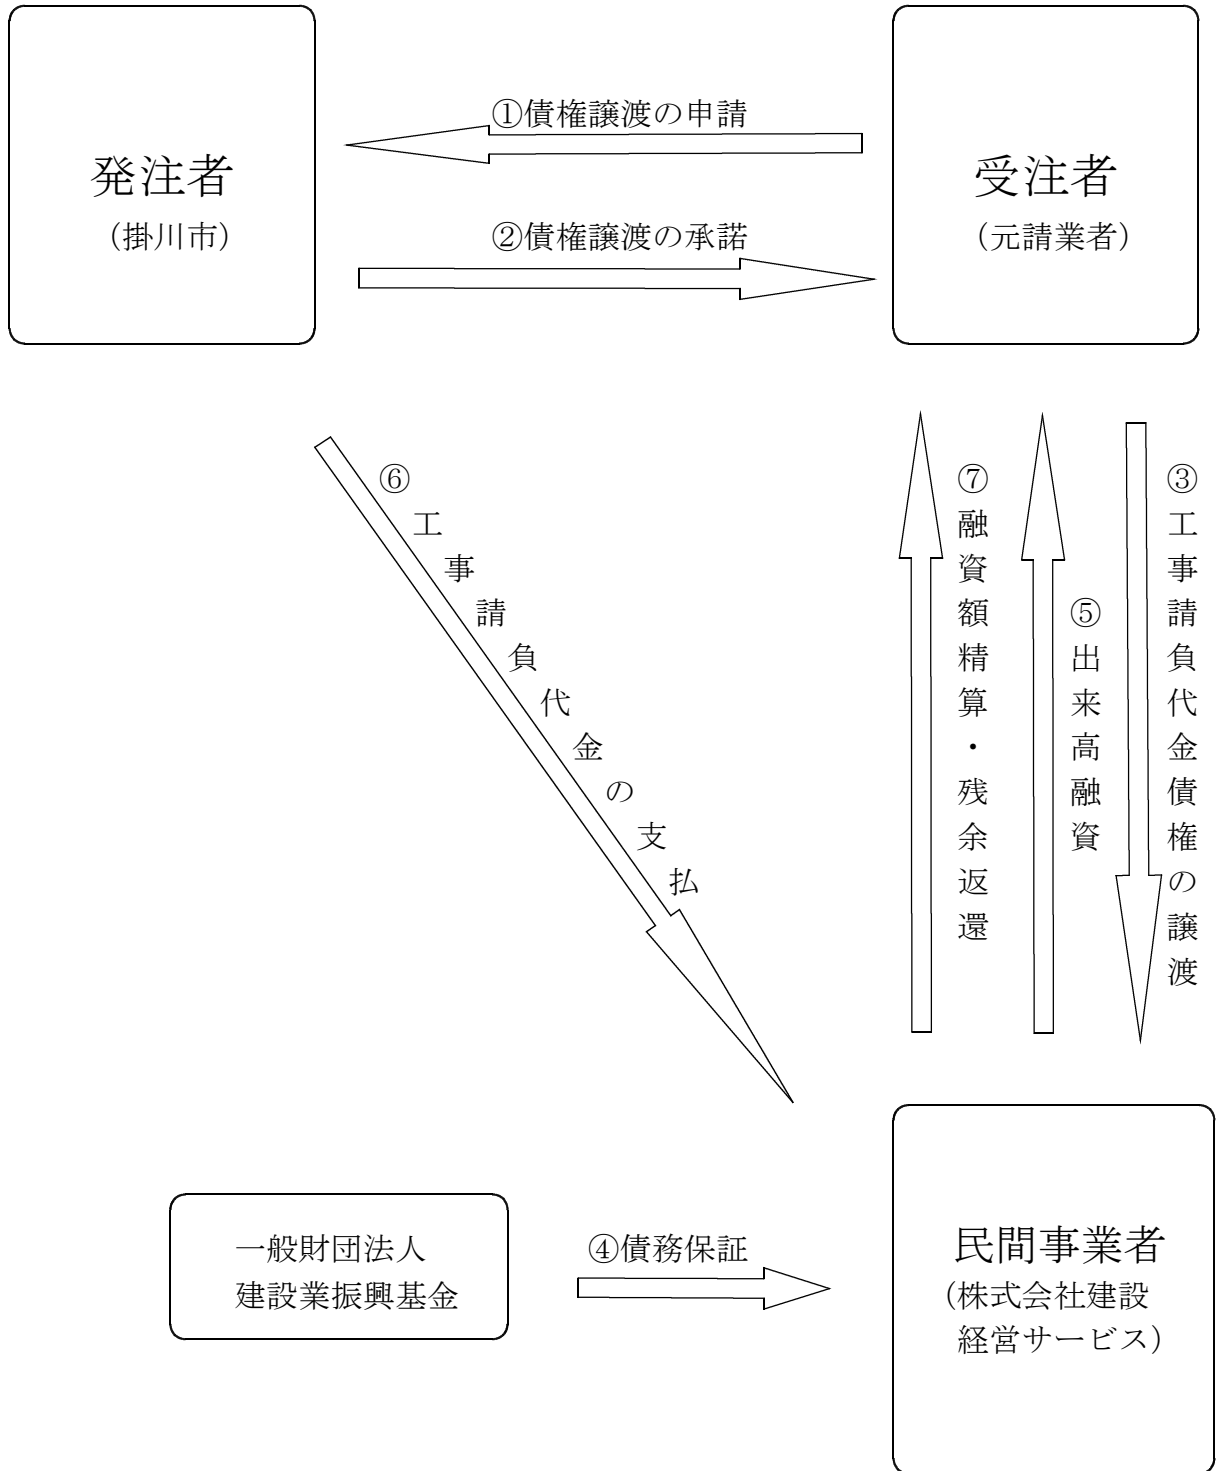 ①債権譲渡の申請
発注者
（掛川市）
受注者
（元請業者）
②債権譲渡の承諾
⑥工事請負代金の支払
⑦融資額精算・残余返還
⑤出来高融資
③工事請負代金債権の譲渡
一般財団法人
建設業振興基金
④債務保証
民間事業者
（株式会社建設
経営サービス）